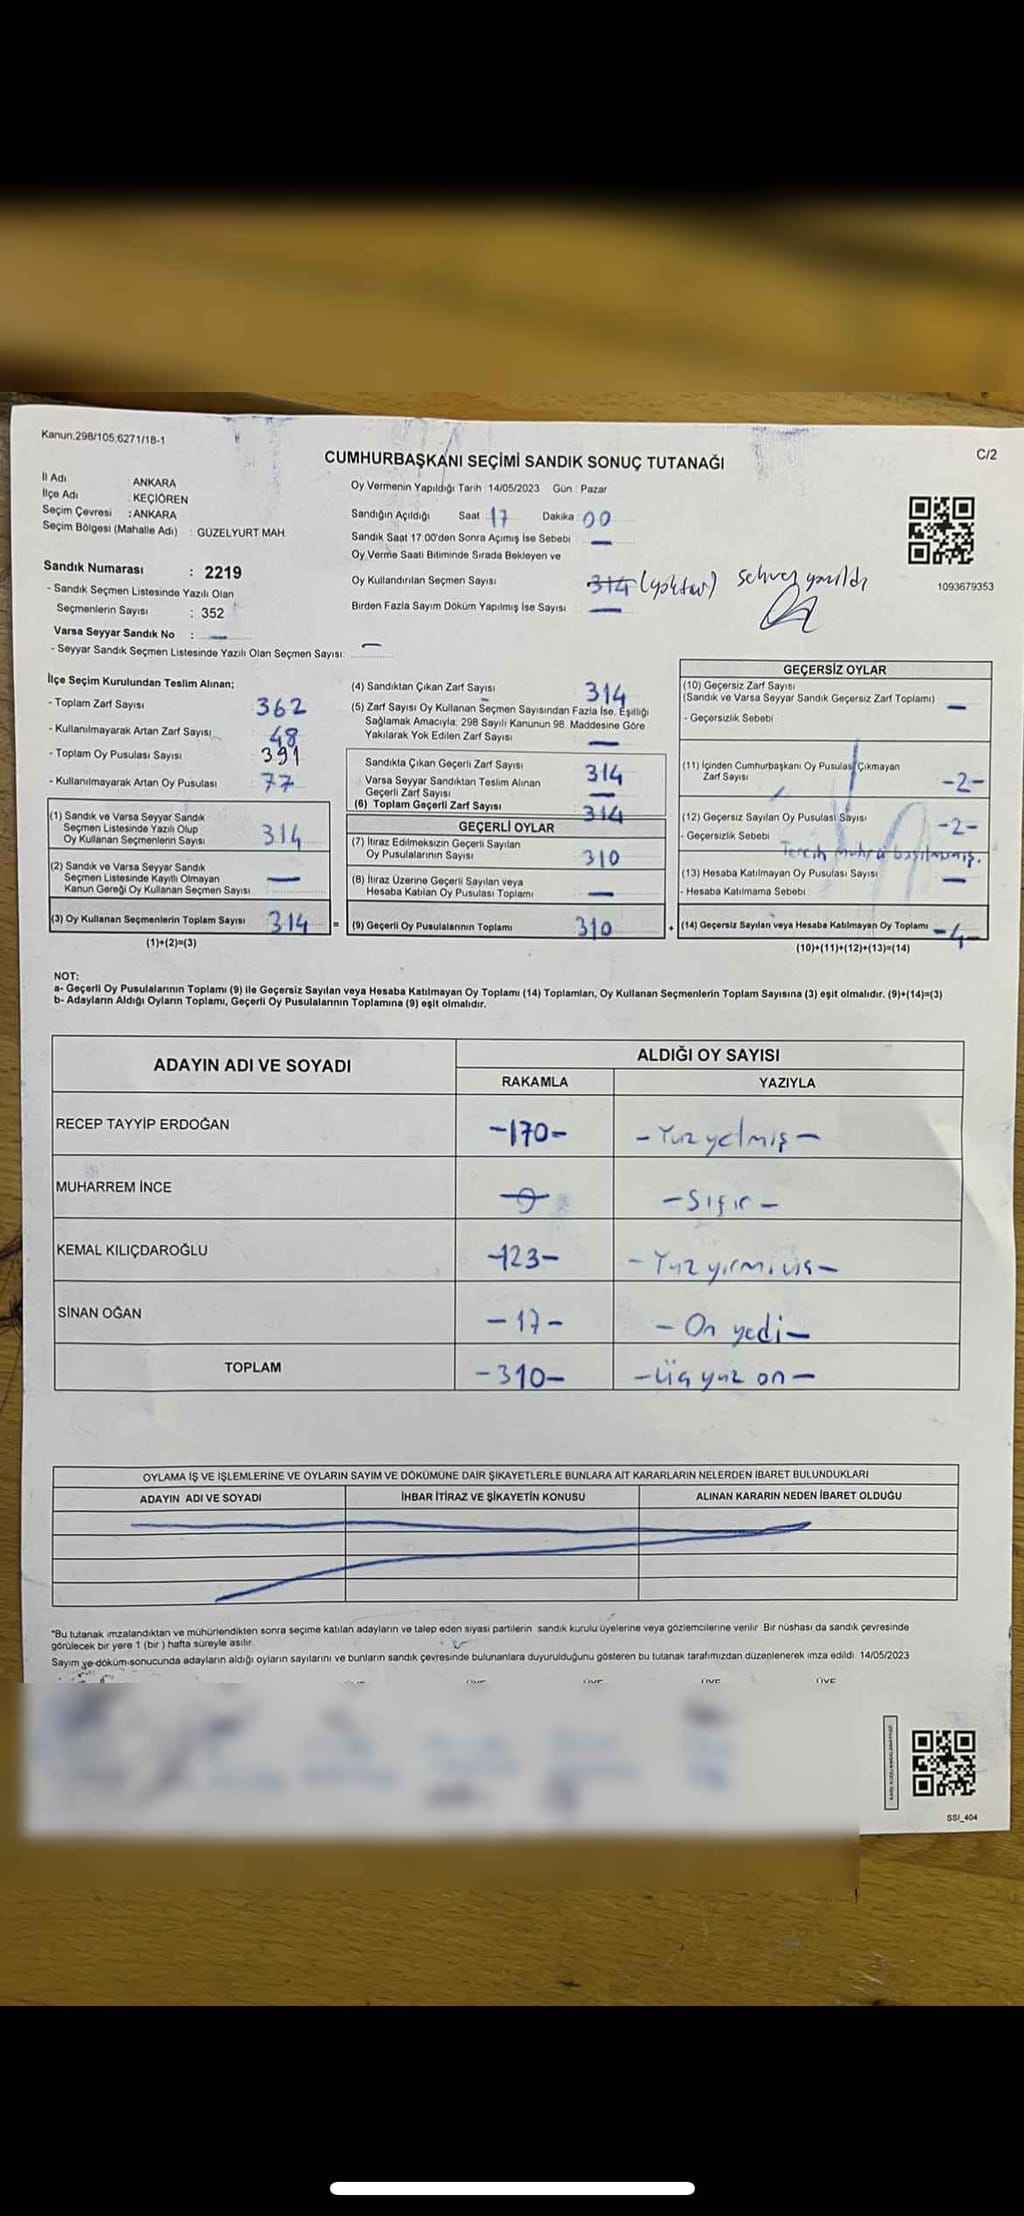 Kanun:298/105;6271/18-1
C/2
CUMHURBAŞKANI SEÇİMİ SANDIK SONUÇ TUTANAĞI
İl Adı : ANKARA
İlçe Adı : KEÇİÖREN
Seçim Çevresi : ANKARA
Seçim Bölgesi (Mahalle Adı) : GÜZELYURT MAH.
Oy Vermenin Yapıldığı Tarih : 14/05/2023 Gün : Pazar
Sandığın Açıldığı Saat 17 Dakika 00
Sandık Saat 17:00'den Sonra Açımış İse Sebebi —
Oy Verme Saati Bitiminde Sırada Bekleyen ve
Oy Kullandırılan Seçmen Sayısı 314 (yoktur) sehven yazıldı
Birden Fazla Sayım Döküm Yapılmış İse Sayısı —
1093679353
Sandık Numarası : 2219
- Sandık Seçmen Listesinde Yazılı Olan
Seçmenlerin Sayısı : 352
Varsa Seyyar Sandık No : —
- Seyyar Sandık Seçmen Listesinde Yazılı Olan Seçmen Sayısı: —
İlçe Seçim Kurulundan Teslim Alınan;
- Toplam Zarf Sayısı 362
- Kullanılmayarak Artan Zarf Sayısı 48
- Toplam Oy Pusulası Sayısı 391
- Kullanılmayarak Artan Oy Pusulası 77
(1) Sandık ve Varsa Seyyar Sandık
Seçmen Listesinde Yazılı Olup
Oy Kullanan Seçmenlerin Sayısı 314
(2) Sandık ve Varsa Seyyar Sandık
Seçmen Listesinde Kayıtlı Olmayan
Kanun Gereği Oy Kullanan Seçmen Sayısı —
(3) Oy Kullanan Seçmenlerin Toplam Sayısı 314 =
(1)+(2)=(3)
(4) Sandıktan Çıkan Zarf Sayısı 314
(5) Zarf Sayısı Oy Kullanan Seçmen Sayısından Fazla İse, Eşitliği
Sağlamak Amacıyla; 298 Sayılı Kanunun 98. Maddesine Göre
Yakılarak Yok Edilen Zarf Sayısı —
Sandıkta Çıkan Geçerli Zarf Sayısı 314
Varsa Seyyar Sandıktan Teslim Alınan
Geçerli Zarf Sayısı —
(6) Toplam Geçerli Zarf Sayısı 314
GEÇERLİ OYLAR
(7) İtiraz Edilmeksizin Geçerli Sayılan
Oy Pusulalarının Sayısı 310
(8) İtiraz Üzerine Geçerli Sayılan veya
Hesaba Katılan Oy Pusulası Toplamı —
(9) Geçerli Oy Pusulalarının Toplamı 310 +
GEÇERSİZ OYLAR
(10) Geçersiz Zarf Sayısı
(Sandık ve Varsa Seyyar Sandık Geçersiz Zarf Toplamı) —
- Geçersizlik Sebebi
(11) İçinden Cumhurbaşkanı Oy Pusulası Çıkmayan
Zarf Sayısı -2-
(12) Geçersiz Sayılan Oy Pusulası Sayısı -2-
- Geçersizlik Sebebi
Tercih mührü basılmamış.
(13) Hesaba Katılmayan Oy Pusulası Sayısı —
- Hesaba Katılmama Sebebi
(14) Geçersiz Sayılan veya Hesaba Katılmayan Oy Toplamı -4-
(10)+(11)+(12)+(13)=(14)
NOT:
a- Geçerli Oy Pusulalarının Toplamı (9) ile Geçersiz Sayılan veya Hesaba Katılmayan Oy Toplamı (14) Toplamları, Oy Kullanan Seçmenlerin Toplam Sayısına (3) eşit olmalıdır. (9)+(14)=(3)
b- Adayların Aldığı Oyların Toplamı, Geçerli Oy Pusulalarının Toplamına (9) eşit olmalıdır.
ADAYIN ADI VE SOYADI ALDIĞI OY SAYISI
RAKAMLA YAZIYLA
RECEP TAYYİP ERDOĞAN -170- - Yüz yetmiş -
MUHARREM İNCE -0- - Sıfır -
KEMAL KILIÇDAROĞLU -123- - Yüz yirmi üç -
SİNAN OĞAN -17- - On yedi -
TOPLAM -310- - Üç yüz on -
OYLAMA İŞ VE İŞLEMLERİNE VE OYLARIN SAYIM VE DÖKÜMÜNE DAİR ŞİKAYETLERLE BUNLARA AİT KARARLARIN NELERDEN İBARET BULUNDUKLARI
ADAYIN ADI VE SOYADI İHBAR İTİRAZ VE ŞİKAYETİN KONUSU ALINAN KARARIN NEDEN İBARET OLDUĞU
"Bu tutanak imzalandıktan ve mühürlendikten sonra seçime katılan adayların ve talep eden siyasi partilerin sandık kurulu üyelerine veya gözlemcilerine verilir. Bir nüshası da sandık çevresinde
görülecek bir yere 1 (bir ) hafta süreyle asılır.
Sayım ve döküm sonucunda adayların aldığı oyların sayılarını ve bunların sandık çevresinde bulunanlara duyurulduğunu gösteren bu tutanak tarafımızdan düzenlenerek imza edildi. 14/05/2023
ÜYE ÜYE ÜYE ÜYE
SSI_404